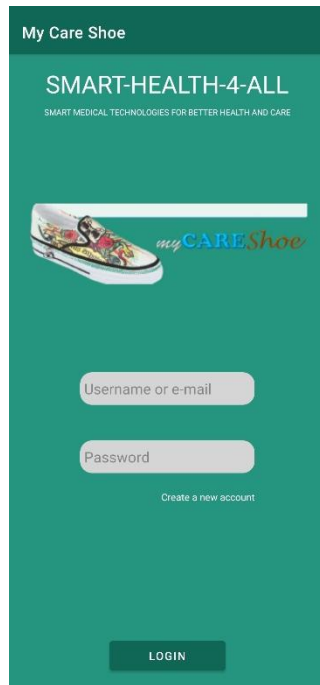 My Care Shoe
SMART-HEALTH-4-ALL
SMART MEDICAL TECHNOLOGIES FOR BETTER HEALTH AND CARE
myCAREShoe
Username or e-mail
Password
Create a new account
LOGIN